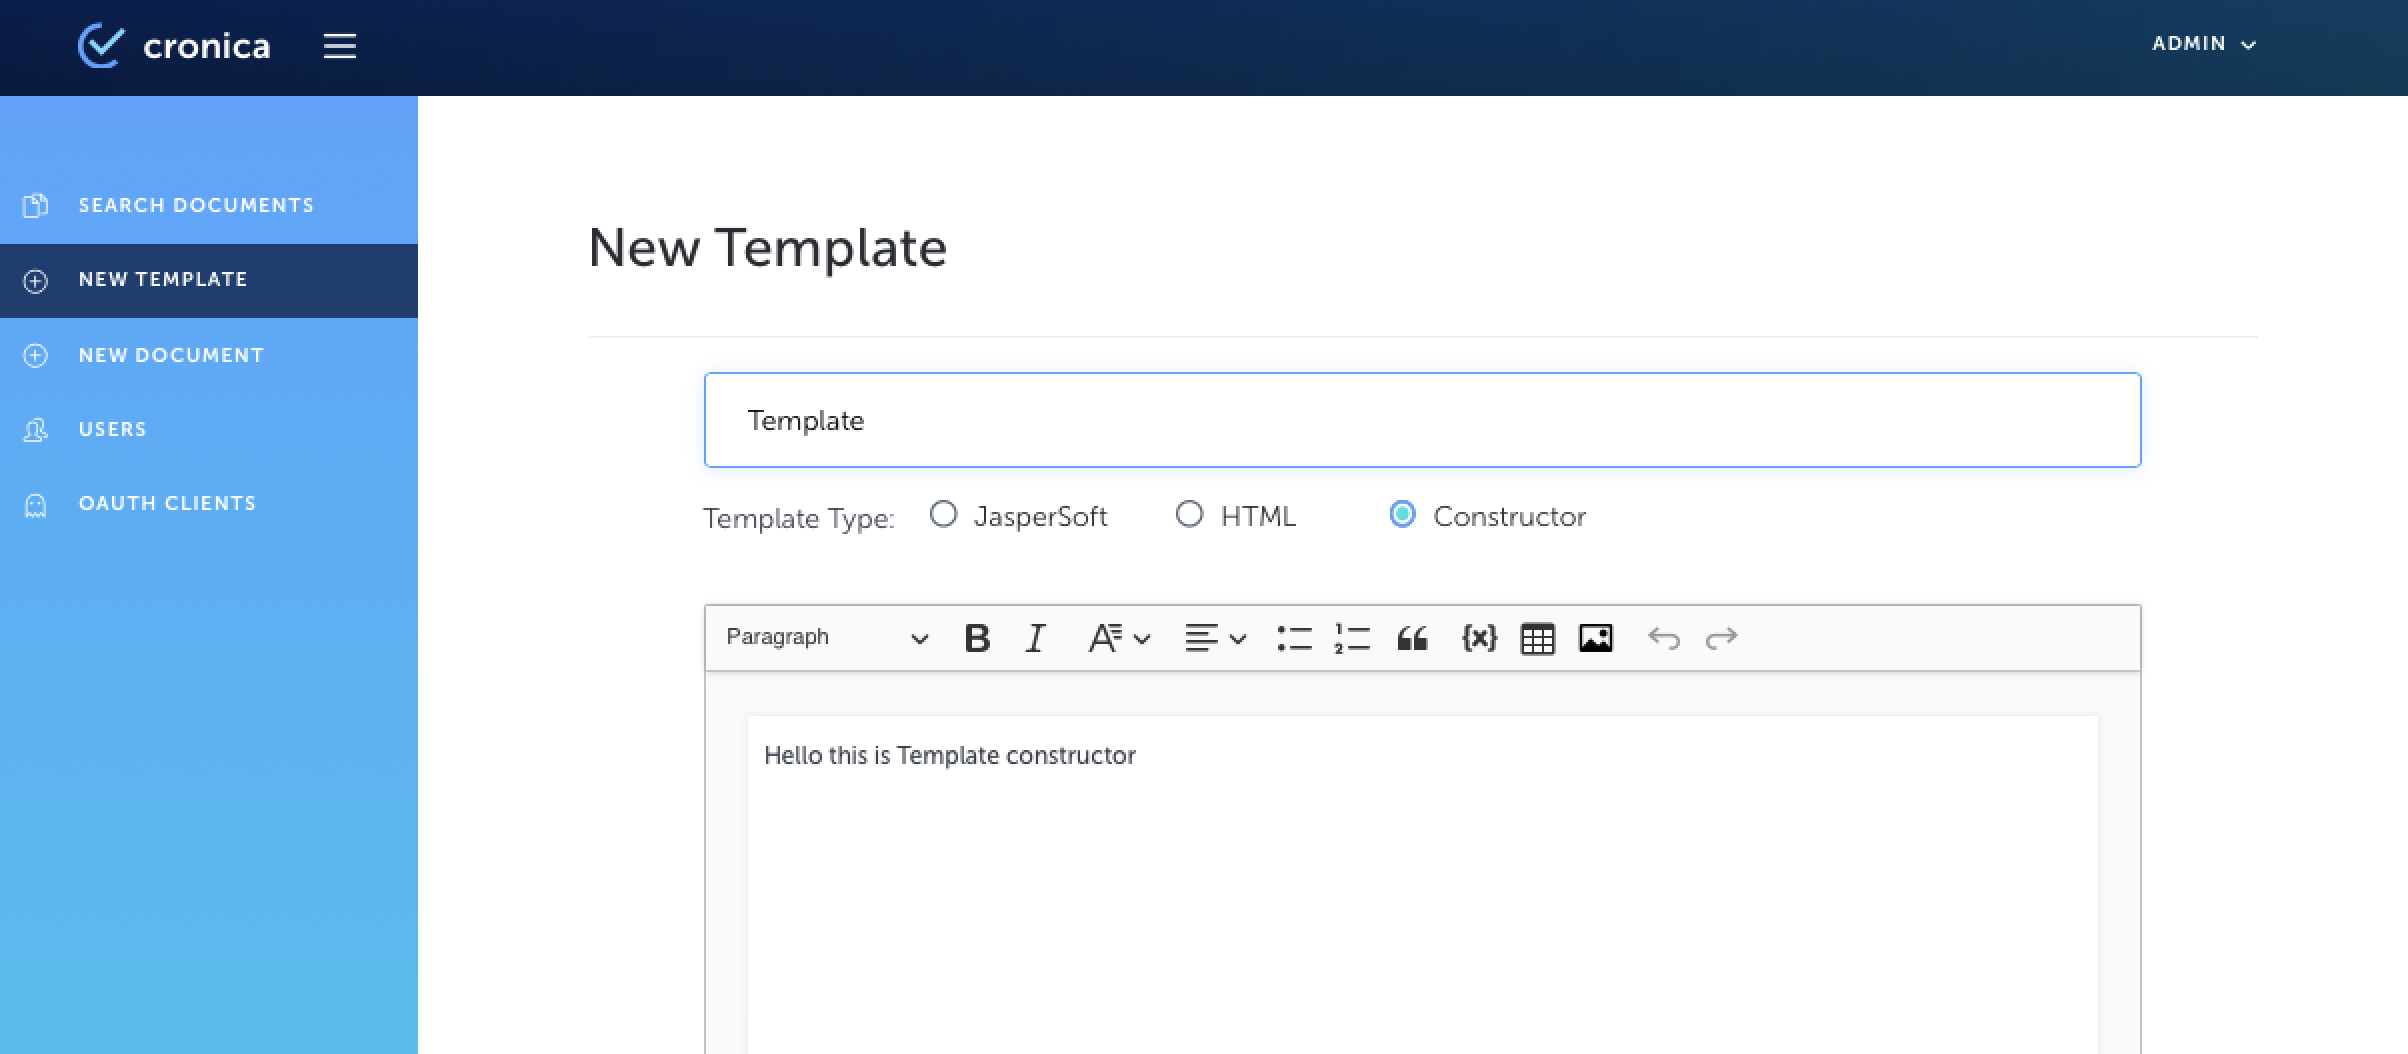 cronica
ADMIN
SEARCH DOCUMENTS
NEW TEMPLATE
NEW DOCUMENT
USERS
OAUTH CLIENTS
New Template
Template
Template Type: JasperSoft HTML Constructor
Paragraph B I A {x}
Hello this is Template constructor